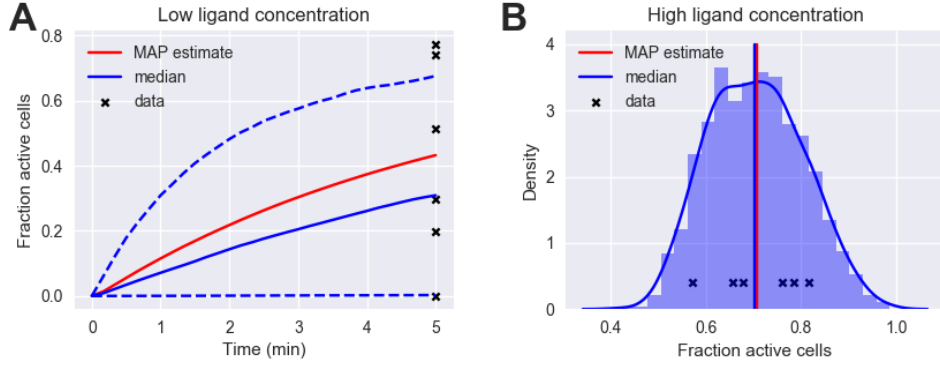 A
Low ligand concentration
0.8
0.6
0.4
0.2
0.0
Fraction active cells
MAP estimate
median
data
0 1 2 3 4 5
Time (min)
B
High ligand concentration
4
3
2
1
0
Density
MAP estimate
median
data
0.4 0.6 0.8 1.0
Fraction active cells